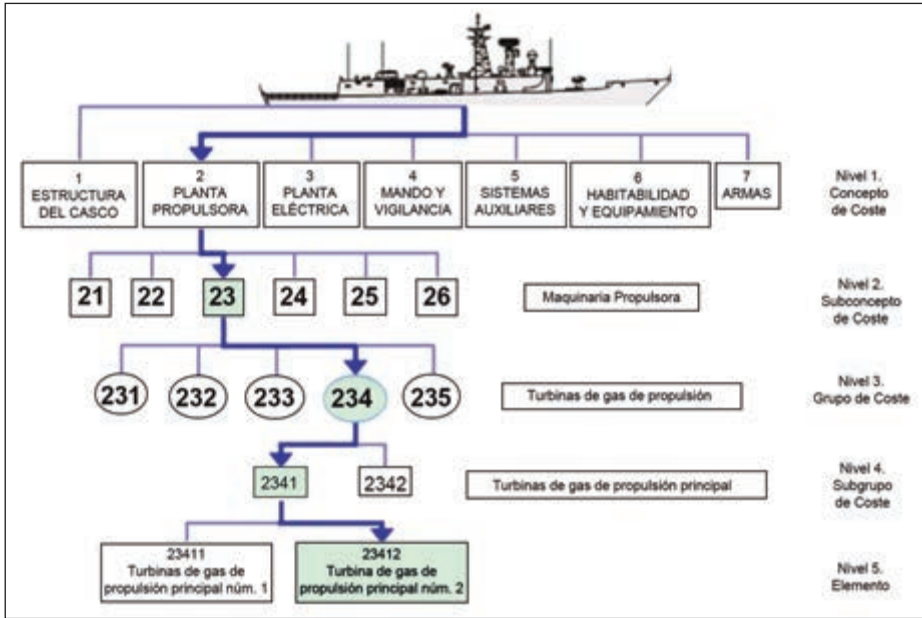 1
ESTRUCTURA
DEL CASCO
2
PLANTA
PROPULSORA
3
PLANTA
ELÉCTRICA
4
MANDO Y
VIGILANCIA
5
SISTEMAS
AUXILIARES
6
HABITABILIDAD
Y EQUIPAMIENTO
7
ARMAS
Nivel 1.
Concepto
de Coste
21
22
23
24
25
26
Maquinaria Propulsora
Nivel 2.
Subconcepto
de Coste
231
232
233
234
235
Turbinas de gas de propulsión
Nivel 3.
Grupo de Coste
2341
2342
Turbinas de gas de propulsión principal
Nivel 4.
Subgrupo
de Coste
23411
Turbinas de gas de
propulsión principal núm. 1
23412
Turbina de gas de
propulsión principal núm. 2
Nivel 5.
Elemento